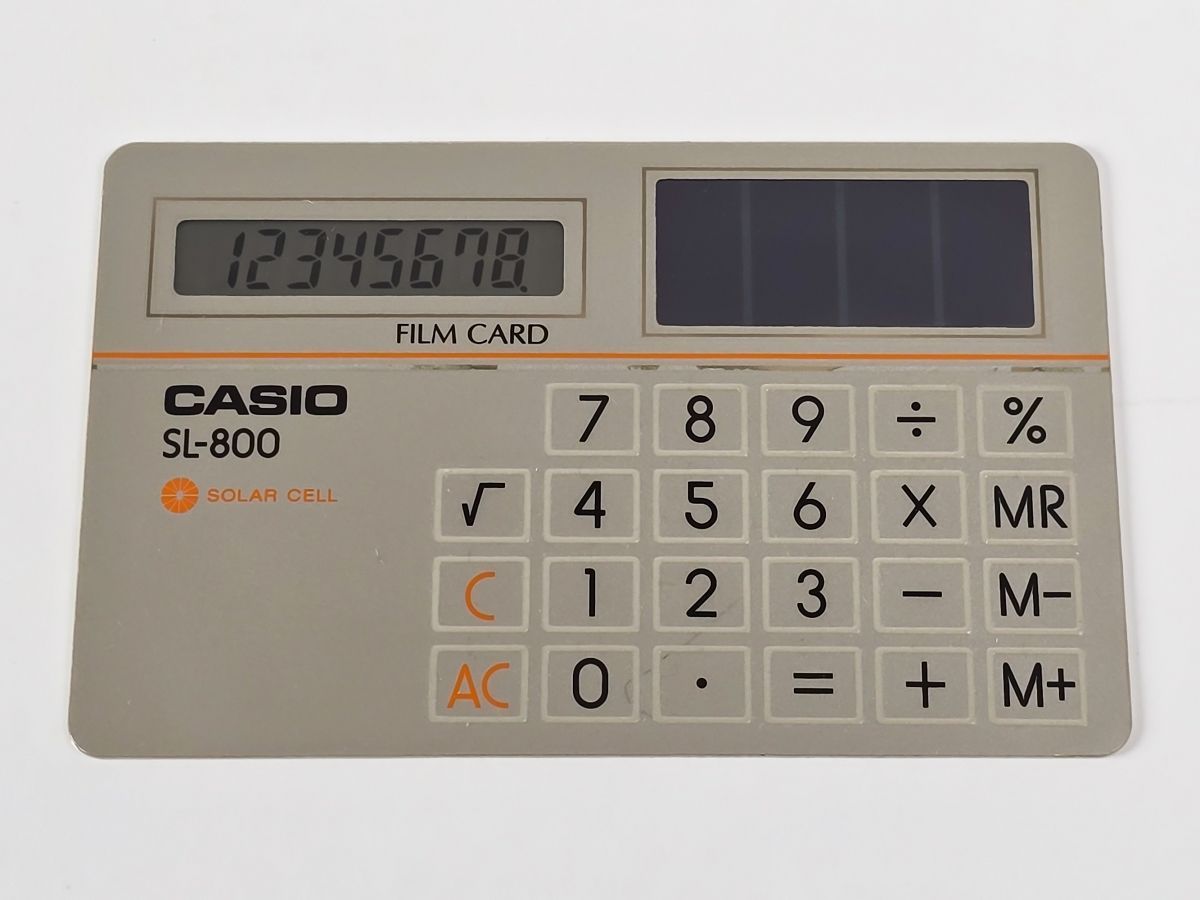 12345678.
FILM CARD
CASIO
SL-800
SOLAR CELL
7 8 9 ÷ %
√ 4 5 6 X MR
C 1 2 3 − M−
AC 0 · = + M+